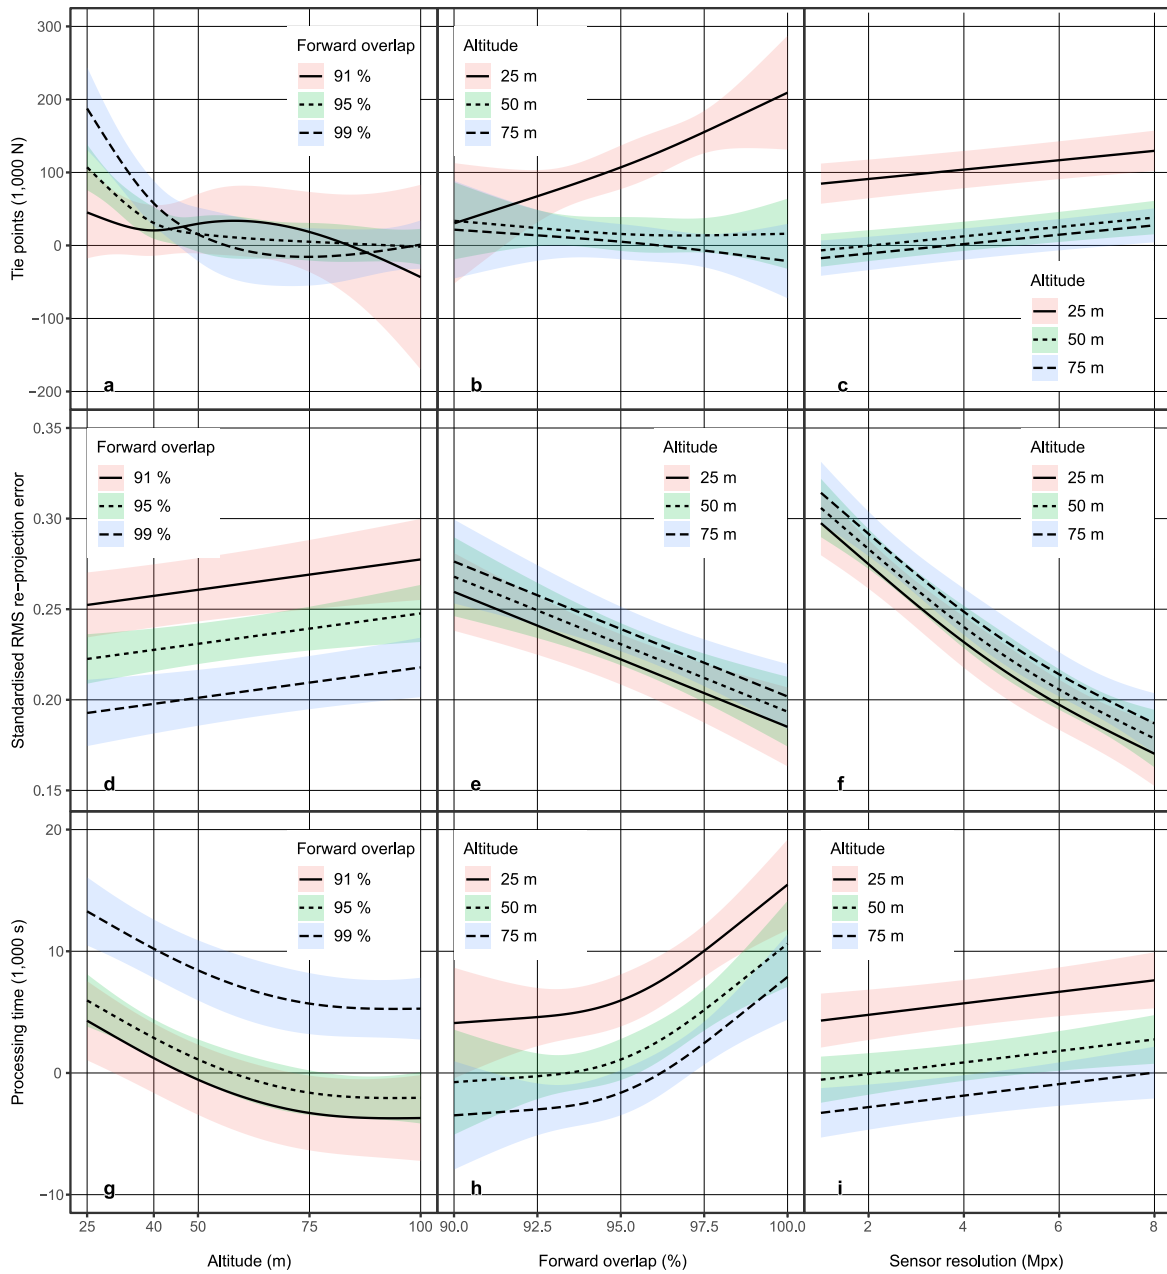 Tie points (1,000 N)
300
200
100
0
−100
−200
Forward overlap
91 %
95 %
99 %
a
Altitude
25 m
50 m
75 m
b
Altitude
25 m
50 m
75 m
c
Standardised RMS re-projection error
0.35
0.30
0.25
0.20
0.15
Forward overlap
91 %
95 %
99 %
d
Altitude
25 m
50 m
75 m
e
Altitude
25 m
50 m
75 m
f
Processing time (1,000 s)
20
10
0
−10
Forward overlap
91 %
95 %
99 %
g
Altitude
25 m
50 m
75 m
h
Altitude
25 m
50 m
75 m
i
25 40 50 75 100
90.0 92.5 95.0 97.5 100.0
2 4 6 8
Altitude (m)
Forward overlap (%)
Sensor resolution (Mpx)